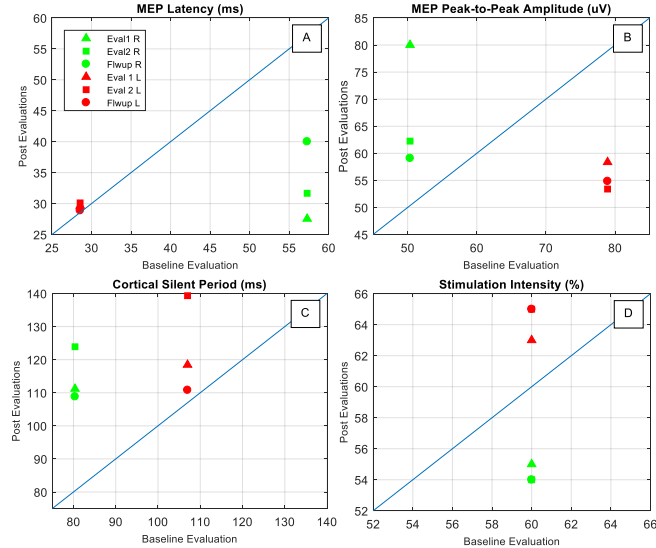 MEP Latency (ms)
60
55
50
45
40
35
30
25
Post Evaluations
25 30 35 40 45 50 55 60
Baseline Evaluation
Eval1 R
Eval2 R
Flwup R
Eval 1 L
Eval 2 L
Flwup L
A
MEP Peak-to-Peak Amplitude (uV)
85
80
75
70
65
60
55
50
45
Post Evaluations
50 60 70 80
Baseline Evaluation
B
Cortical Silent Period (ms)
140
130
120
110
100
90
80
Post Evaluations
80 90 100 110 120 130 140
Baseline Evaluation
C
Stimulation Intensity (%)
66
64
62
60
58
56
54
52
Post Evaluations
52 54 56 58 60 62 64 66
Baseline Evaluation
D